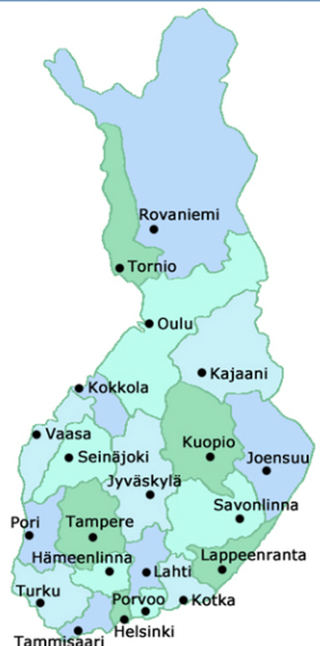 Rovaniemi
Tornio
Oulu
Kajaani
Kokkola
Vaasa
Kuopio
Seinäjoki
Joensuu
Jyväskylä
Savonlinna
Pori
Tampere
Hämeenlinna
Lappeenranta
Lahti
Turku
Porvoo
Kotka
Helsinki
Tammisaari